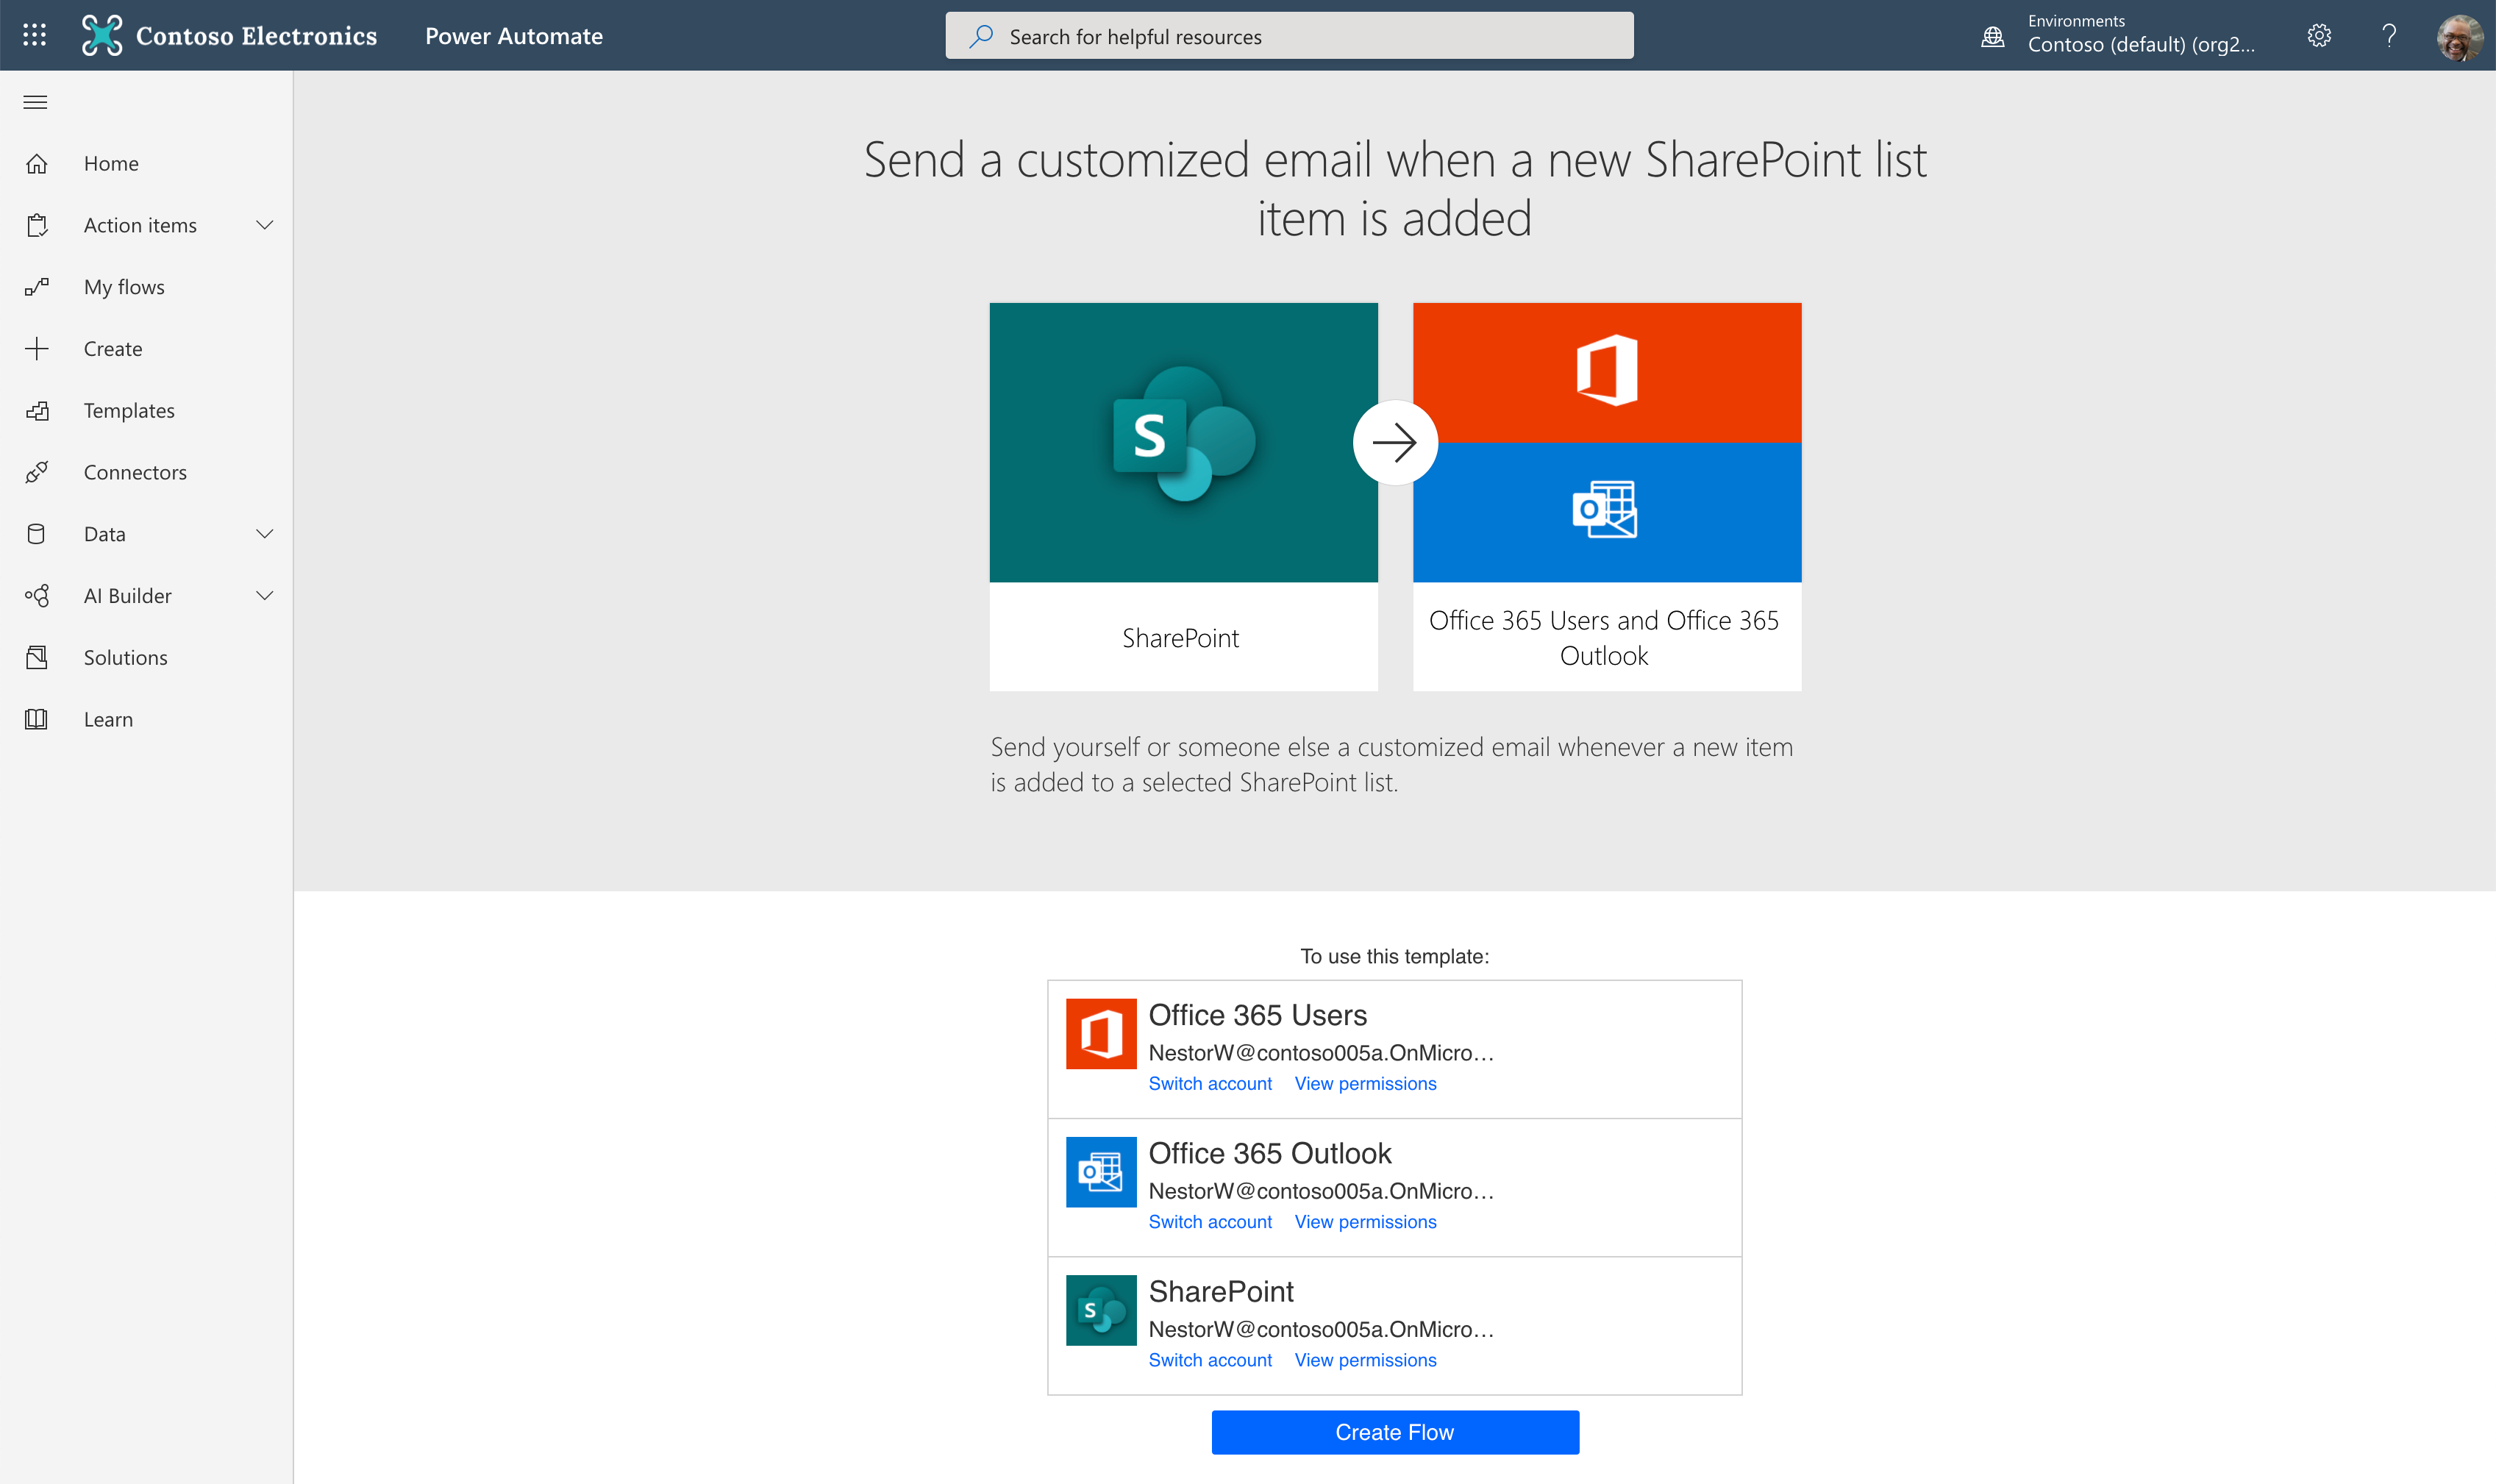 Contoso Electronics
Power Automate
Search for helpful resources
Environments
Contoso (default) (org2...
Home
Action items
My flows
Create
Templates
Connectors
Data
AI Builder
Solutions
Learn
Send a customized email when a new SharePoint list
item is added
S
O
SharePoint
Office 365 Users and Office 365
Outlook
Send yourself or someone else a customized email whenever a new item
is added to a selected SharePoint list.
To use this template:
Office 365 Users
NestorW@contoso005a.OnMicro...
Switch account View permissions
O
Office 365 Outlook
NestorW@contoso005a.OnMicro...
Switch account View permissions
S
SharePoint
NestorW@contoso005a.OnMicro...
Switch account View permissions
Create Flow